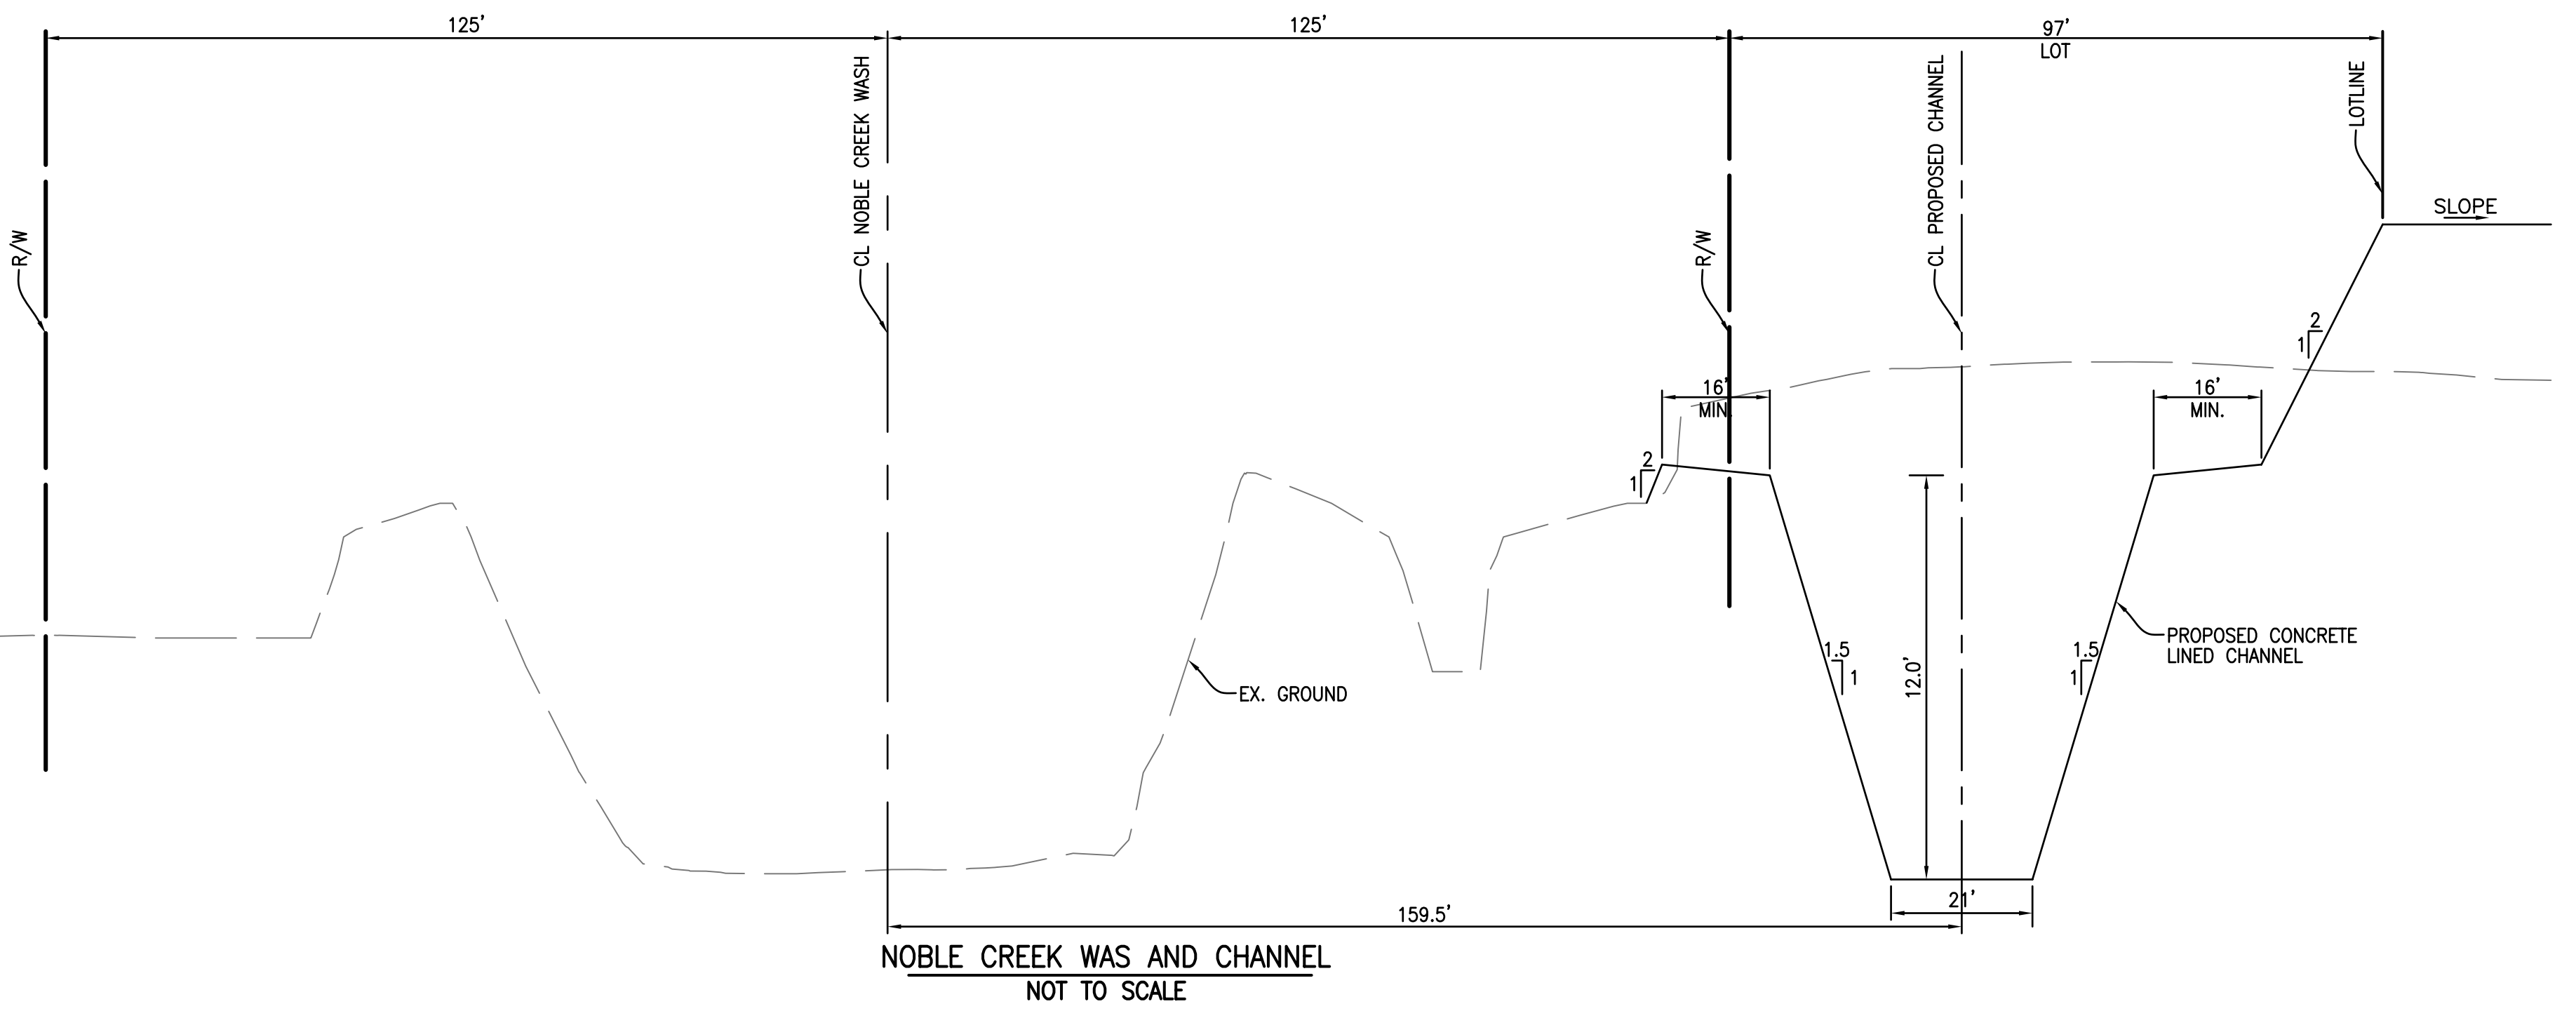 125'
125'
97'
LOT
R/W
CL NOBLE CREEK WASH
R/W
CL PROPOSED CHANNEL
LOTLINE
SLOPE
2
1
16'
MIN.
16'
MIN.
2
1
1.5
1
12.0'
1.5
1
PROPOSED CONCRETE
LINED CHANNEL
EX. GROUND
21'
159.5'
NOBLE CREEK WAS AND CHANNEL
NOT TO SCALE